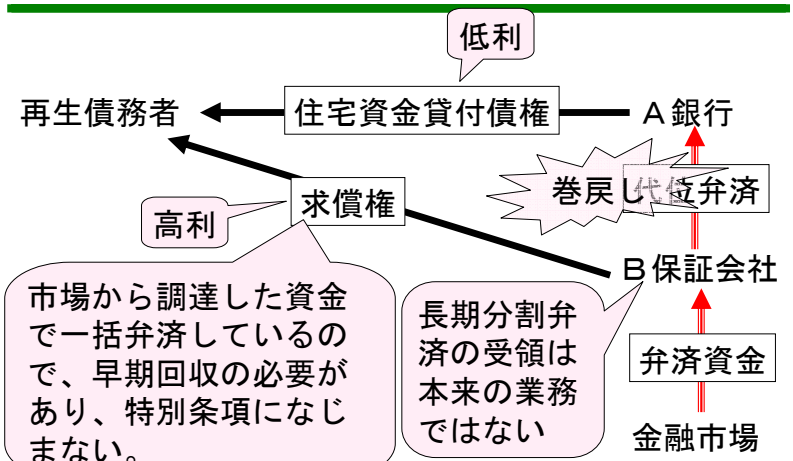 低利
再生債務者
住宅資金貸付債権
A銀行
巻戻し
代位弁済
求償権
高利
B保証会社
市場から調達した資金
で一括弁済しているの
で、早期回収の必要が
あり、特別条項になじ
まない。
長期分割弁
済の受領は
本来の業務
ではない
弁済資金
金融市場